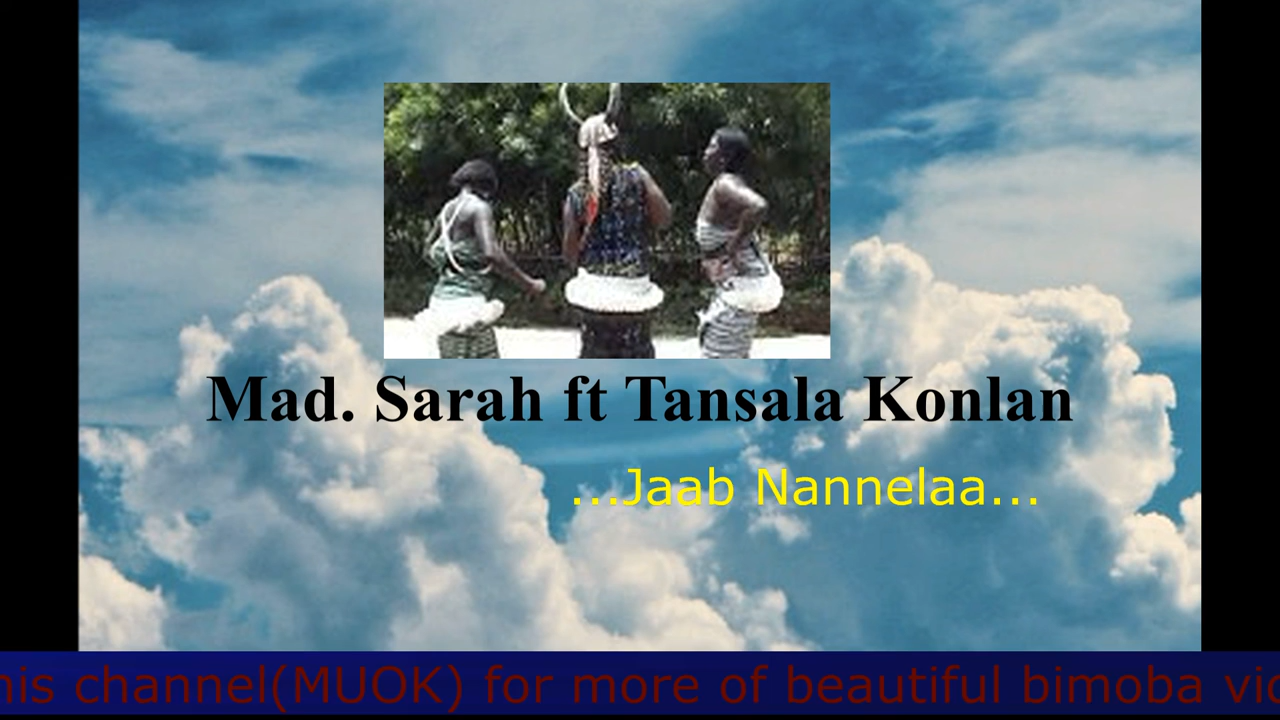 Mad. Sarah ft Tansala Konlan
...Jaab Nannelaa...
channel(MUOK) for more of beautiful bimoba